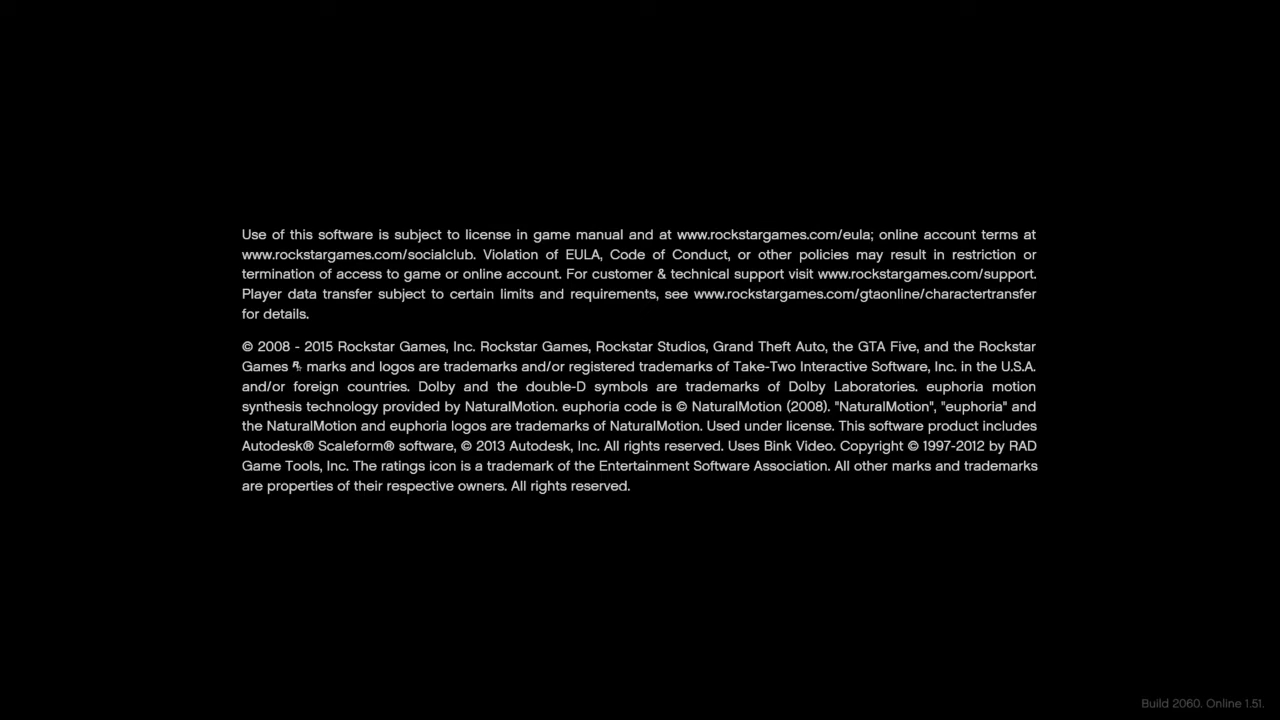 Use of this software is subject to license in game manual and at www.rockstargames.com/eula; online account terms at
www.rockstargames.com/socialclub. Violation of EULA, Code of Conduct, or other policies may result in restriction or
termination of access to game or online account. For customer & technical support visit www.rockstargames.com/support.
Player data transfer subject to certain limits and requirements, see www.rockstargames.com/gtaonline/charactertransfer
for details.
© 2008 - 2015 Rockstar Games, Inc. Rockstar Games, Rockstar Studios, Grand Theft Auto, the GTA Five, and the Rockstar
Games marks and logos are trademarks and/or registered trademarks of Take-Two Interactive Software, Inc. in the U.S.A.
and/or foreign countries. Dolby and the double-D symbols are trademarks of Dolby Laboratories. euphoria motion
synthesis technology provided by NaturalMotion. euphoria code is © NaturalMotion (2008). "NaturalMotion", "euphoria" and
the NaturalMotion and euphoria logos are trademarks of NaturalMotion. Used under license. This software product includes
Autodesk® Scaleform® software, © 2013 Autodesk, Inc. All rights reserved. Uses Bink Video. Copyright © 1997-2012 by RAD
Game Tools, Inc. The ratings icon is a trademark of the Entertainment Software Association. All other marks and trademarks
are properties of their respective owners. All rights reserved.
Build 2060. Online 1.51.